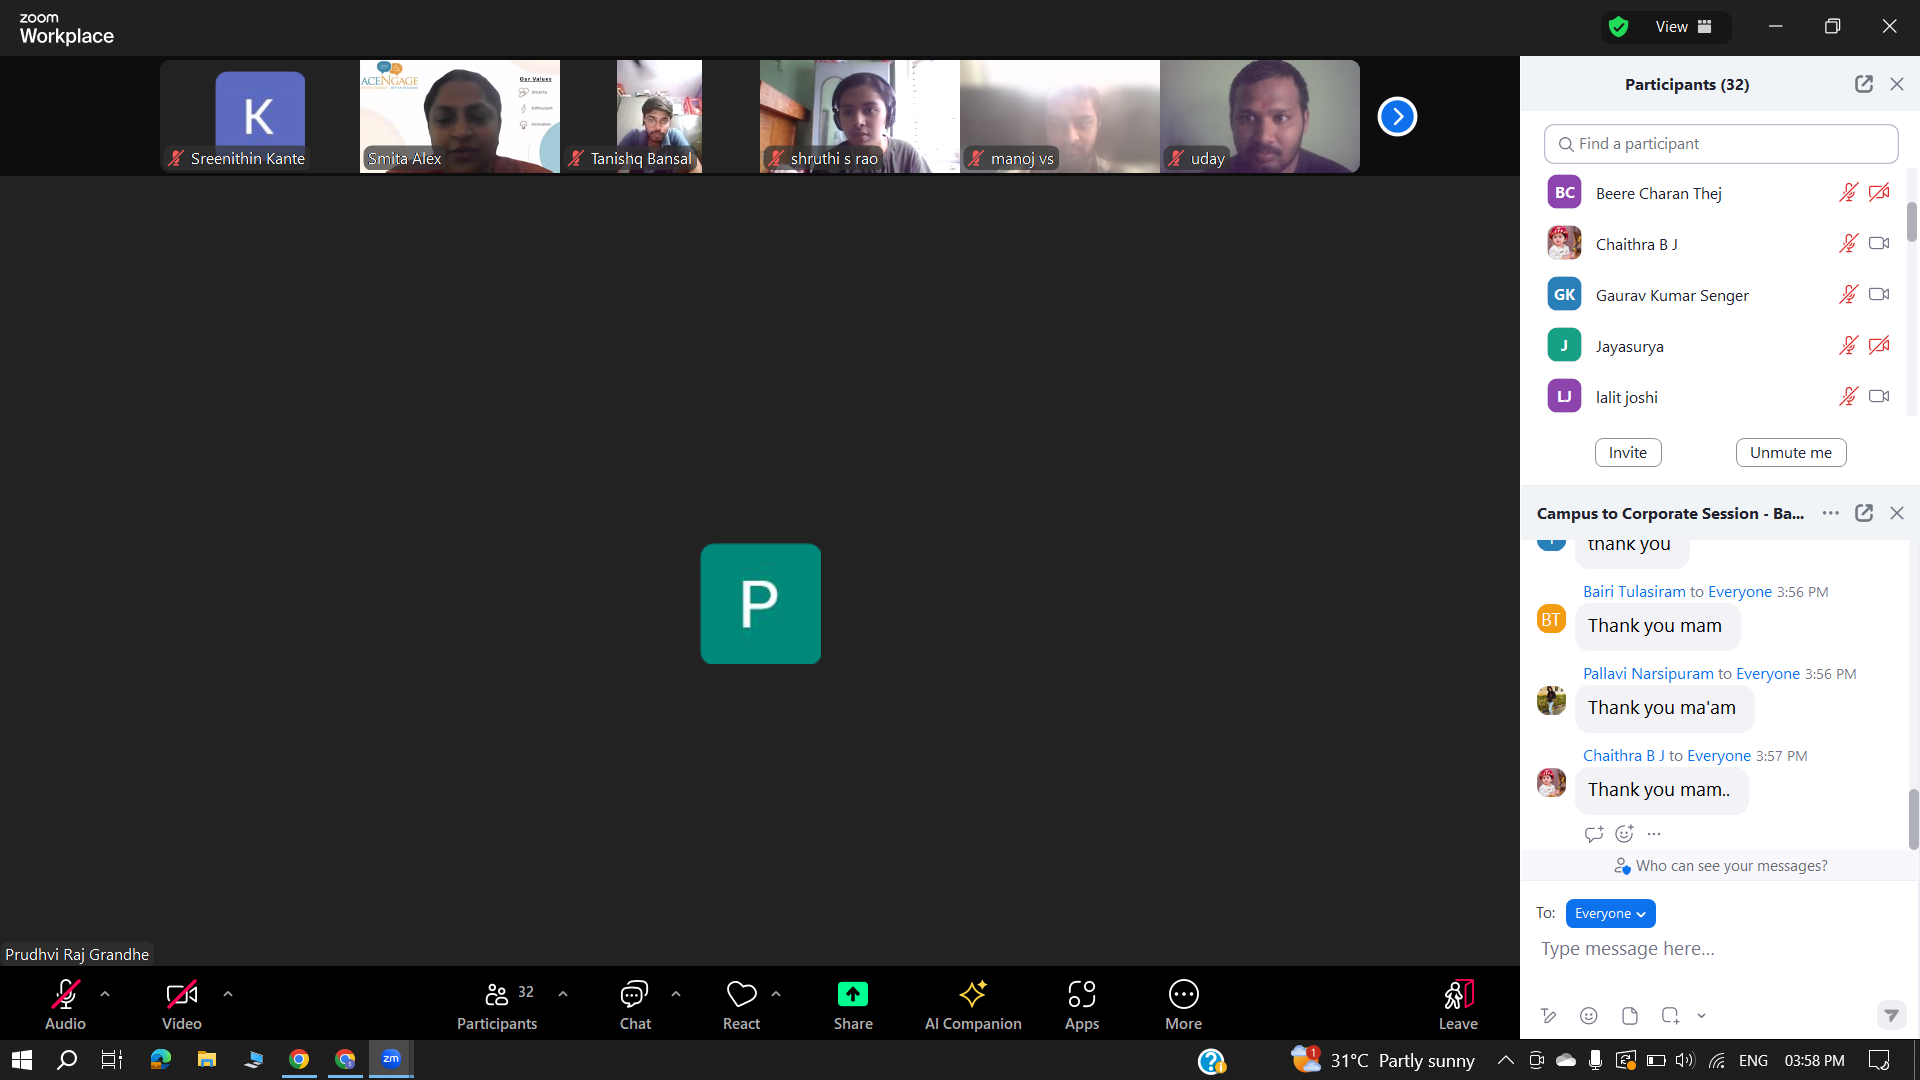 zoom
Workplace
View
K
Sreenithin Kante
ACENGAGE
Our Values
Smita Alex
Tanishq Bansal
shruthi s rao
manoj vs
uday
P
Prudhvi Raj Grandhe
Participants (32)
Find a participant
BC Beere Charan Thej
Chaithra B J
GK Gaurav Kumar Senger
J Jayasurya
LJ lalit joshi
Invite
Unmute me
Campus to Corporate Session - Ba...
thank you
Bairi Tulasiram to Everyone 3:56 PM
BT Thank you mam
Pallavi Narsipuram to Everyone 3:56 PM
Thank you ma'am
Chaithra B J to Everyone 3:57 PM
Thank you mam..
Who can see your messages?
To: Everyone
Type message here...
Audio
Video
32
Participants
Chat
React
Share
AI Companion
Apps
More
Leave
zm
1
31°C Partly sunny
ENG
03:58 PM